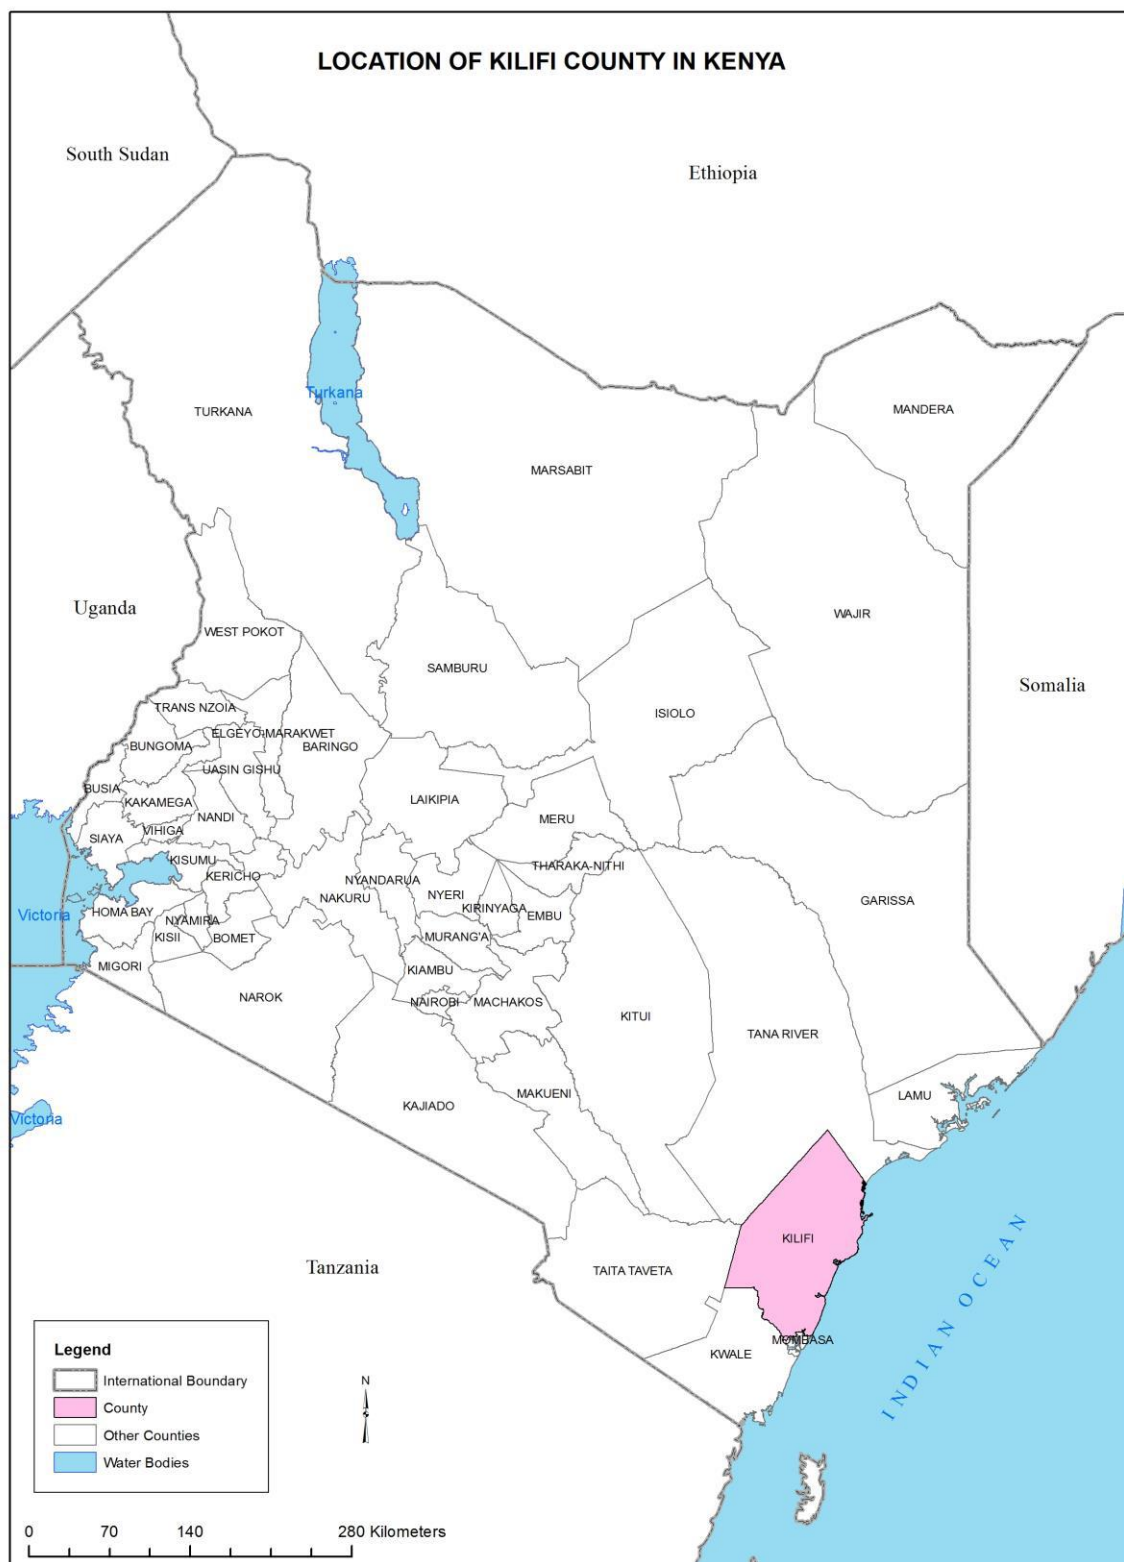 LOCATION OF KILIFI COUNTY IN KENYA
South Sudan
Ethiopia
Turkana
TURKANA
MANDERA
MARSABIT
Uganda
WAJIR
WEST POKOT
SAMBURU
Somalia
TRANS NZOIA
ISIOLO
ELGEYO-MARAKWET
BUNGOMA
BARINGO
UASIN GISHU
BUSIA
LAIKIPIA
KAKAMEGA
NANDI
MERU
VIHIGA
SIAYA
KISUMU
THARAKA-NITHI
KERICHO
NYANDARUA
NAKURU
NYERI
GARISSA
KIRINYAGA
HOMA BAY
Victoria
NYAMIRA
EMBU
KISII
BOMET
MURANG'A
MIGORI
KIAMBU
NAROK
NAIROBI
MACHAKOS
KITUI
TANA RIVER
MAKUENI
LAMU
KAJIADO
Victoria
KILIFI
Tanzania
TAITA TAVETA
INDIAN OCEAN
MOMBASA
KWALE
Legend
International Boundary
County
Other Counties
Water Bodies
N
0 70 140 280 Kilometers